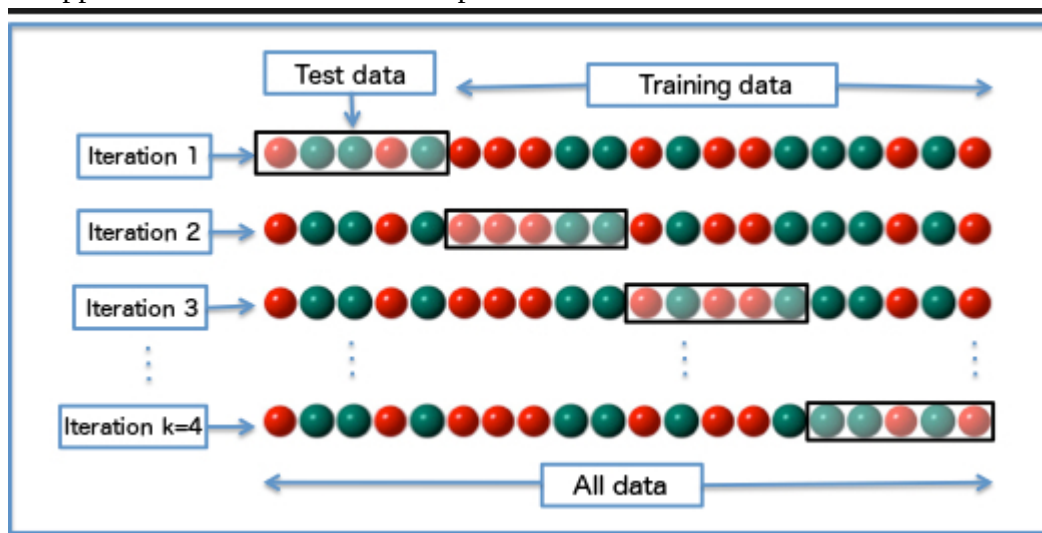 Test data
Training data
Iteration 1
Iteration 2
Iteration 3
Iteration k=4
All data